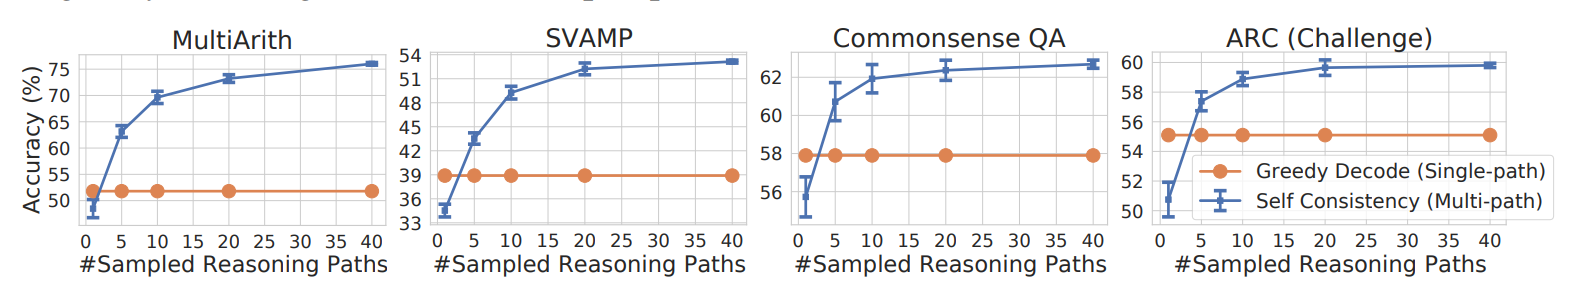 MultiArith
Accuracy (%)
75
70
65
60
55
50
0 5 10 15 20 25 30 35 40
#Sampled Reasoning Paths
SVAMP
54
51
48
45
42
39
36
33
0 5 10 15 20 25 30 35 40
#Sampled Reasoning Paths
Commonsense QA
62
60
58
56
0 5 10 15 20 25 30 35 40
#Sampled Reasoning Paths
ARC (Challenge)
60
58
56
54
52
50
Greedy Decode (Single-path)
Self Consistency (Multi-path)
0 5 10 15 20 25 30 35 40
#Sampled Reasoning Paths